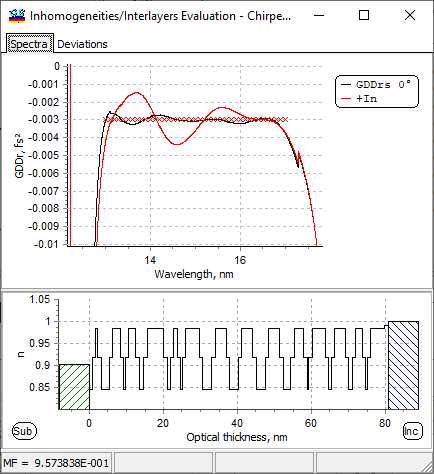 Inhomogeneities/Interlayers Evaluation - Chirpe...
Spectra Deviations
0
-0.001
-0.002
-0.003
-0.004
-0.005
-0.006
-0.007
-0.008
-0.009
-0.01
GDDr, fs²
GDDrs 0°
+In
14 16
Wavelength, nm
1.05
1
0.95
0.9
0.85
n
0 20 40 60 80
Sub Optical thickness, nm Inc
MF = 9.573838E-001